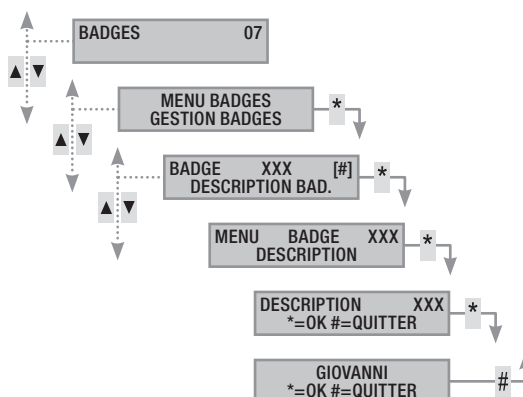 BADGES 07
▲ ▼
MENU BADGES
GESTION BADGES
*
▲ ▼
BADGE XXX [#]
DESCRIPTION BAD.
*
▲ ▼
MENU BADGE XXX
DESCRIPTION
*
DESCRIPTION XXX
*=OK #=QUITTER
*
GIOVANNI
*=OK #=QUITTER
#